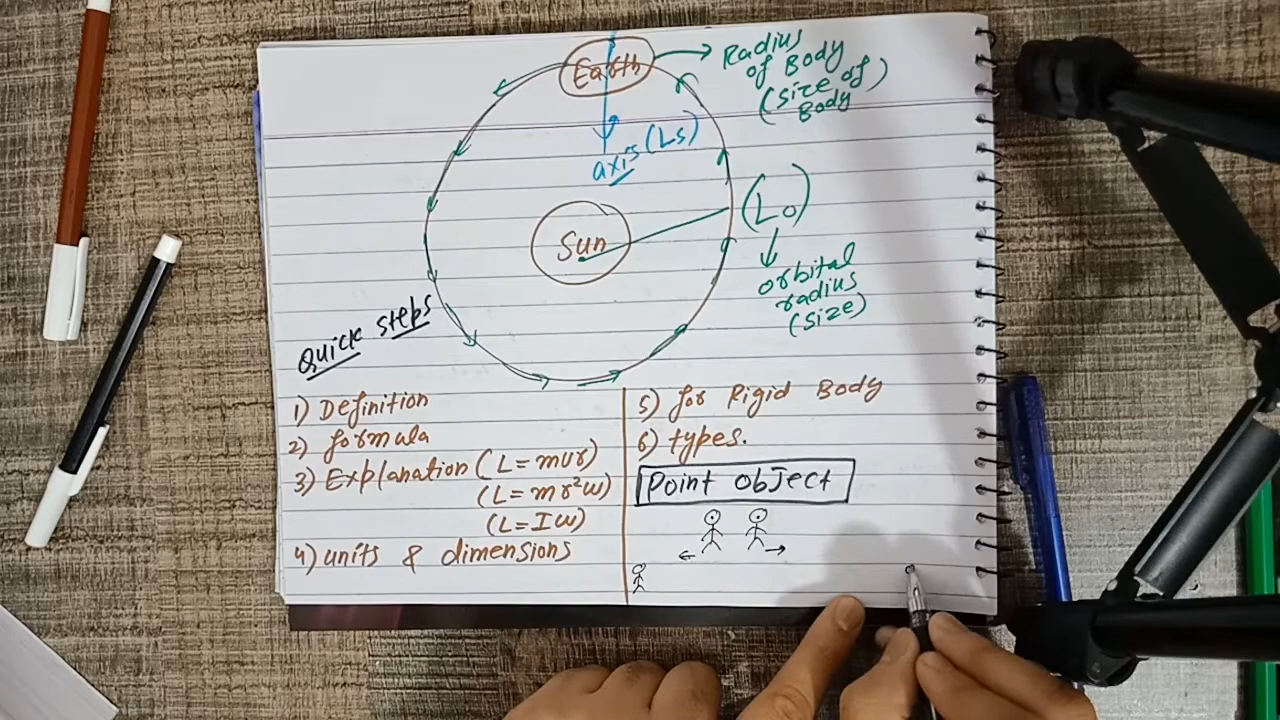 Earth
Radius
of Body
(size of
Body)
axis (Ls)
(Lo)
Sun
orbital
radius
(size)
Quick steps
1) Definition
2) formula
3) Explanation (L=mvr)
(L=mr²ω)
(L=Iω)
4) units & dimensions
5) for Rigid Body
6) types.
Point object